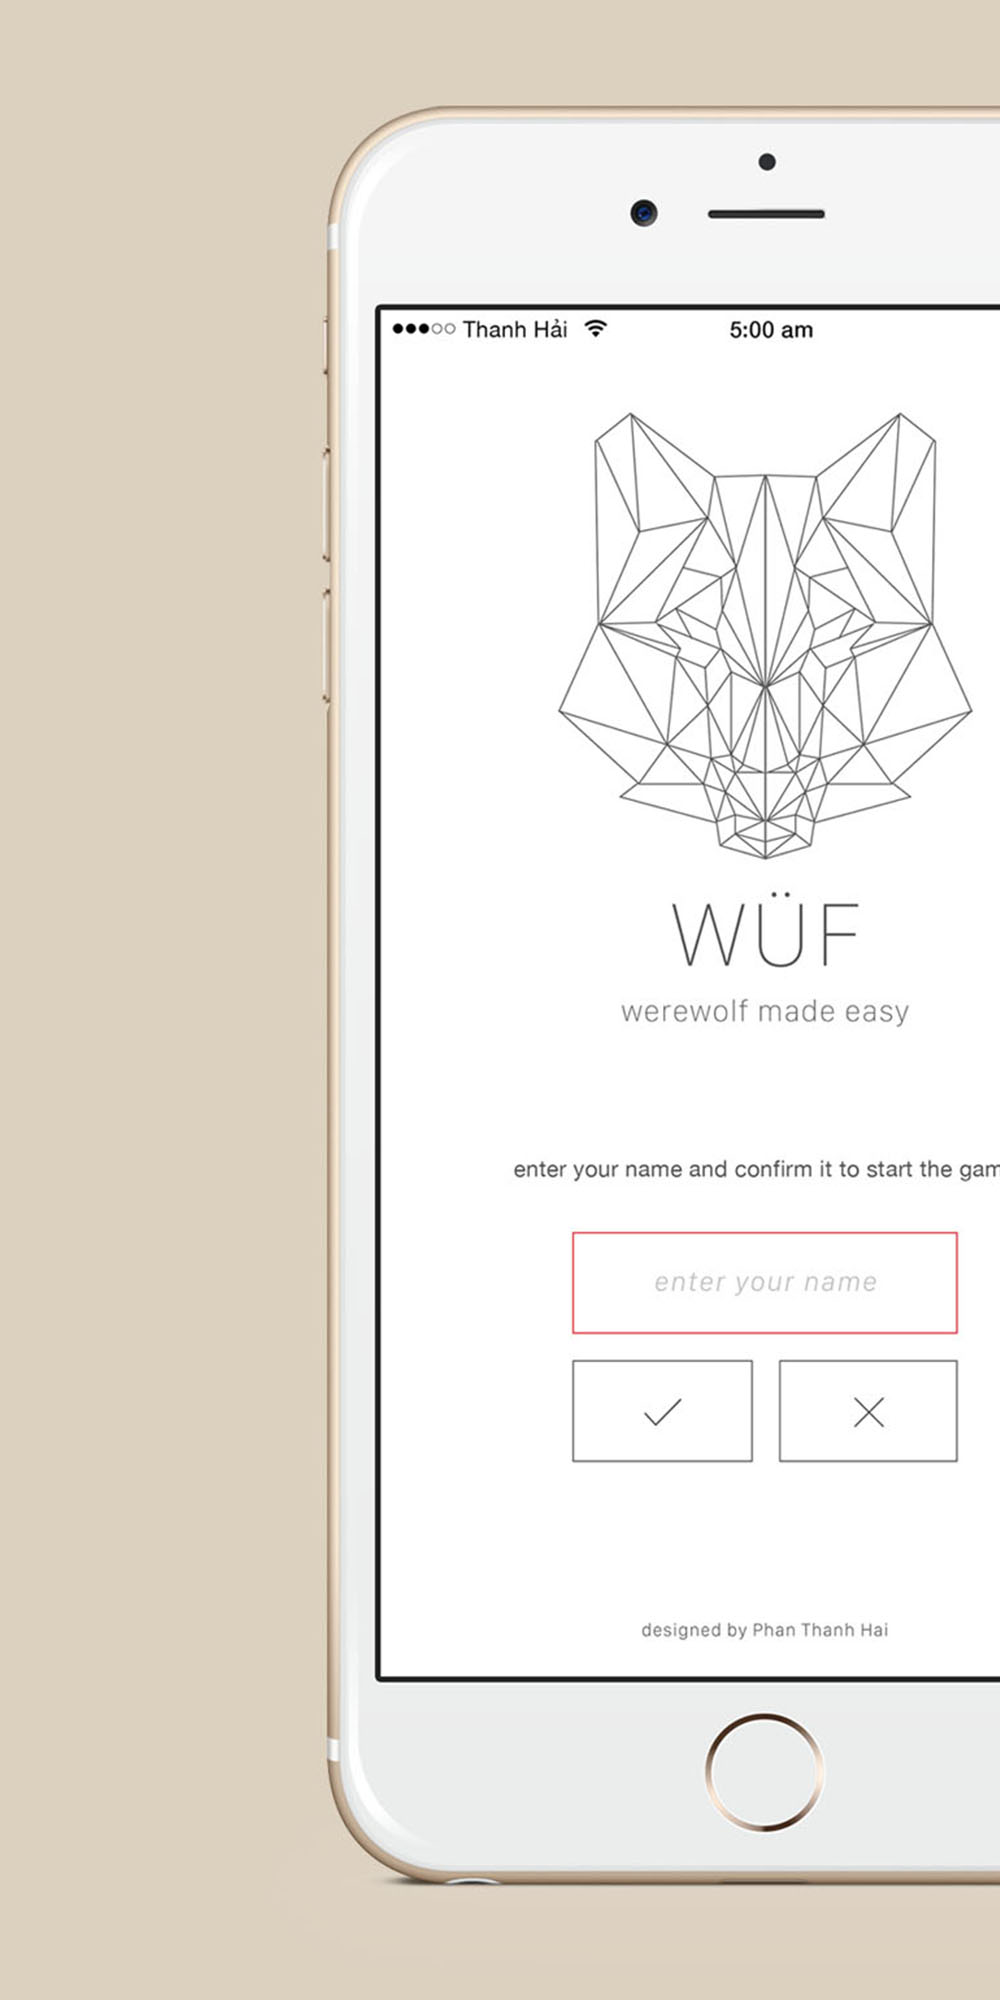 Thanh Hải 5:00 am
WÜF
werewolf made easy
enter your name and confirm it to start the gam
enter your name
designed by Phan Thanh Hai